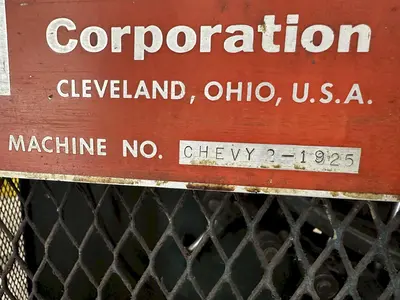 Corporation
CLEVELAND, OHIO, U.S.A.
MACHINE NO. CHEVY 2-1925